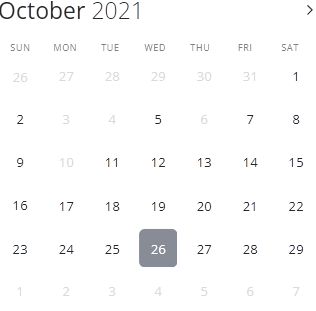 October 2021
SUN MON TUE WED THU FRI SAT
26 27 28 29 30 31 1
2 3 4 5 6 7 8
9 10 11 12 13 14 15
16 17 18 19 20 21 22
23 24 25 26 27 28 29
1 2 3 4 5 6 7